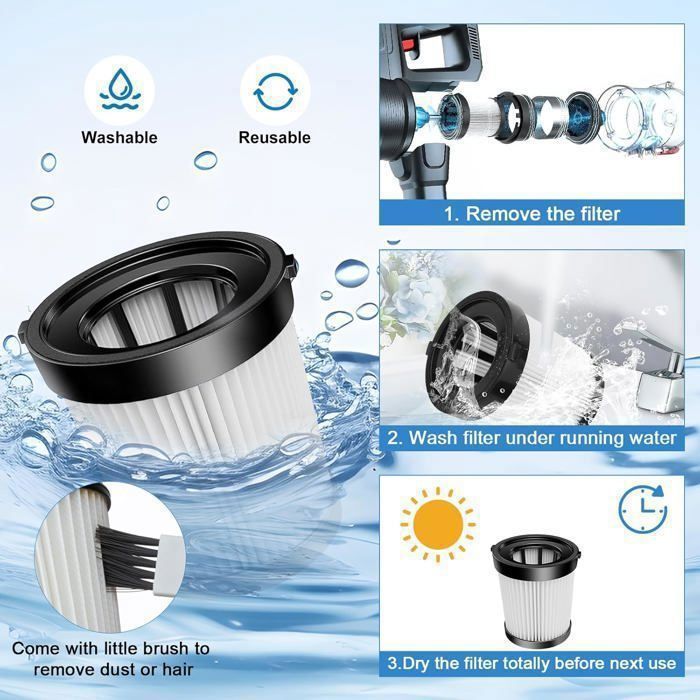 Washable
Reusable
1. Remove the filter
2. Wash filter under running water
Come with little brush to
remove dust or hair
3.Dry the filter totally before next use